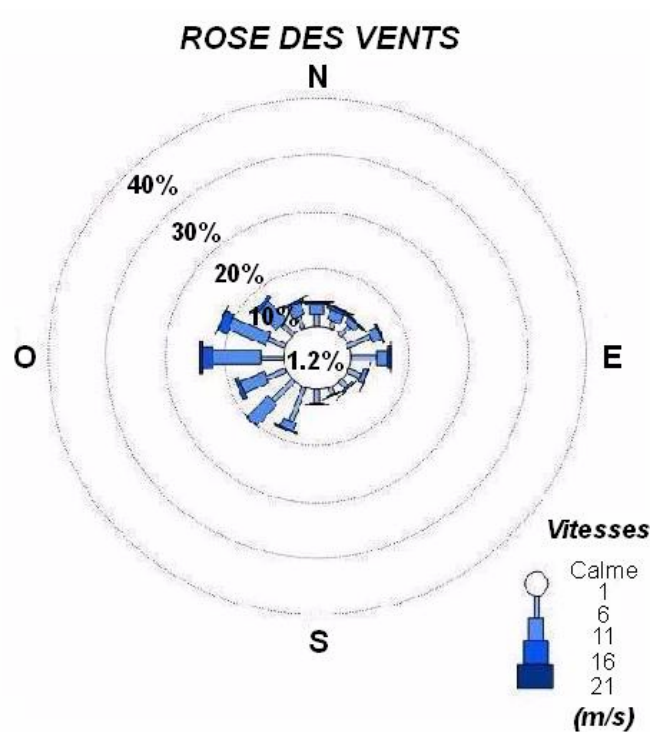 ROSE DES VENTS
N
40%
30%
20%
10%
O
1.2%
E
S
Vitesses
Calme
1
6
11
16
21
(m/s)